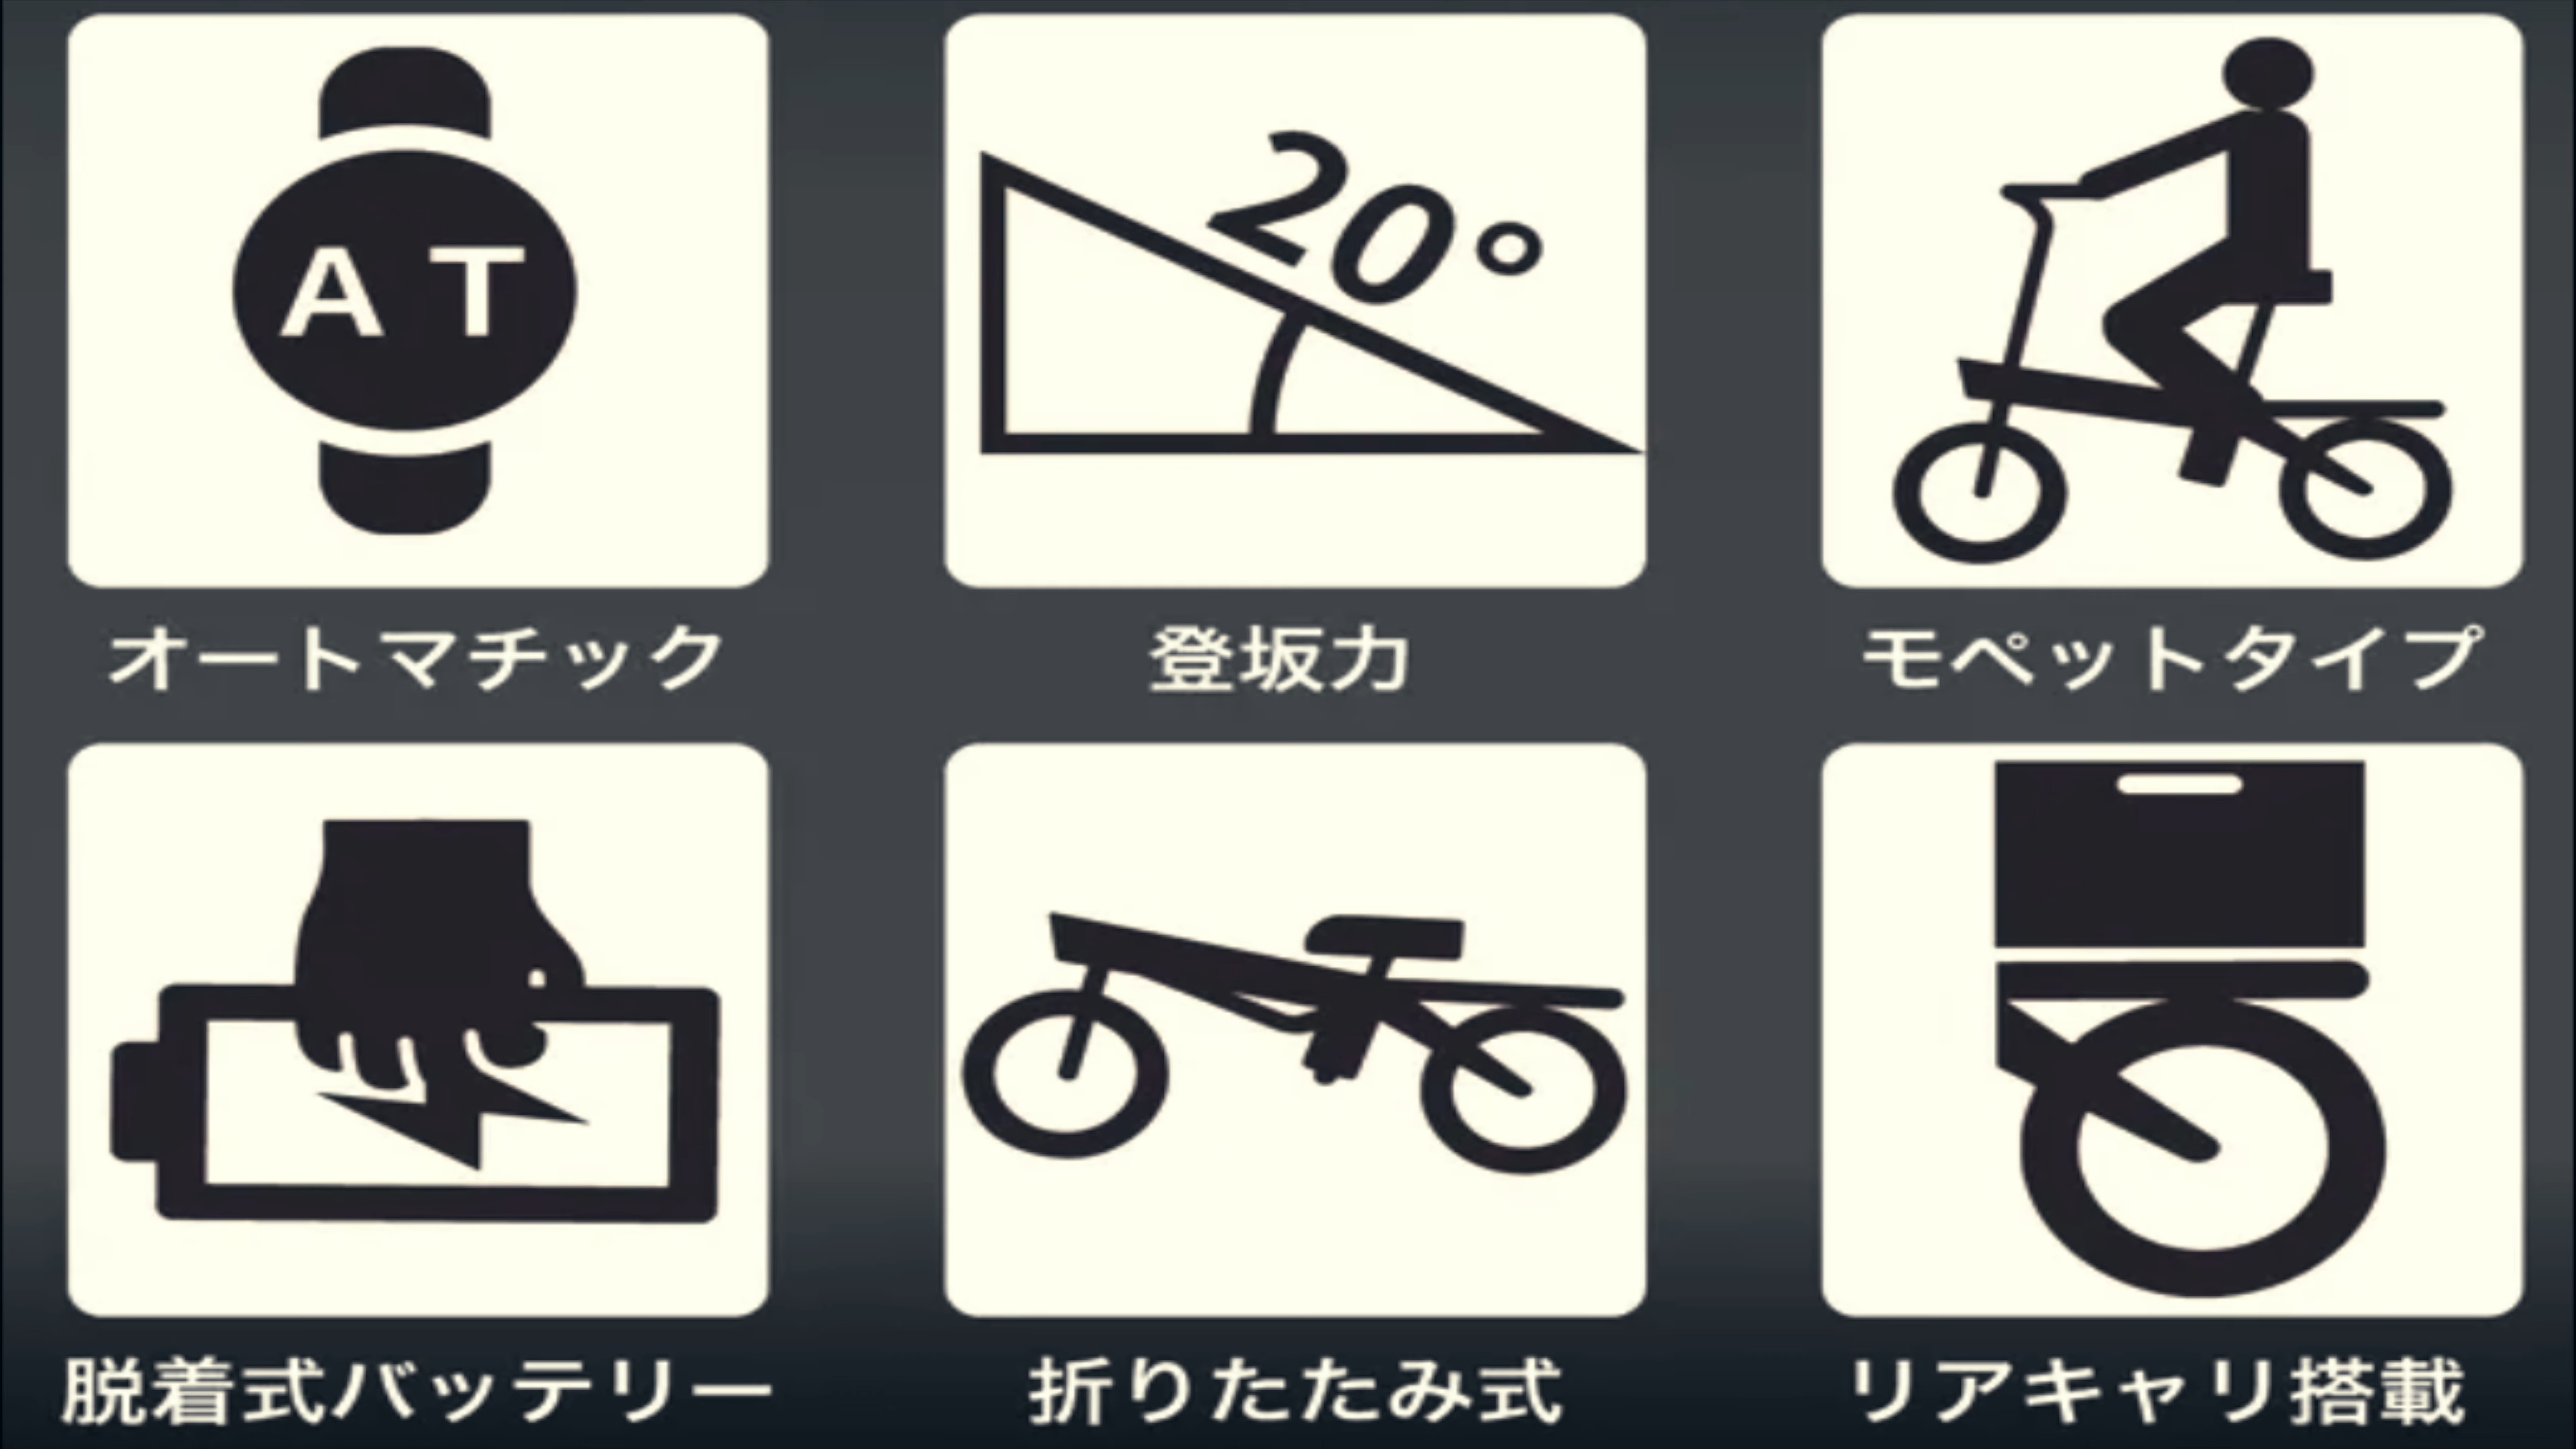 AT
20°
オートマチック
登坂力
モペットタイプ
脱着式バッテリー
折りたたみ式
リアキャリ搭載